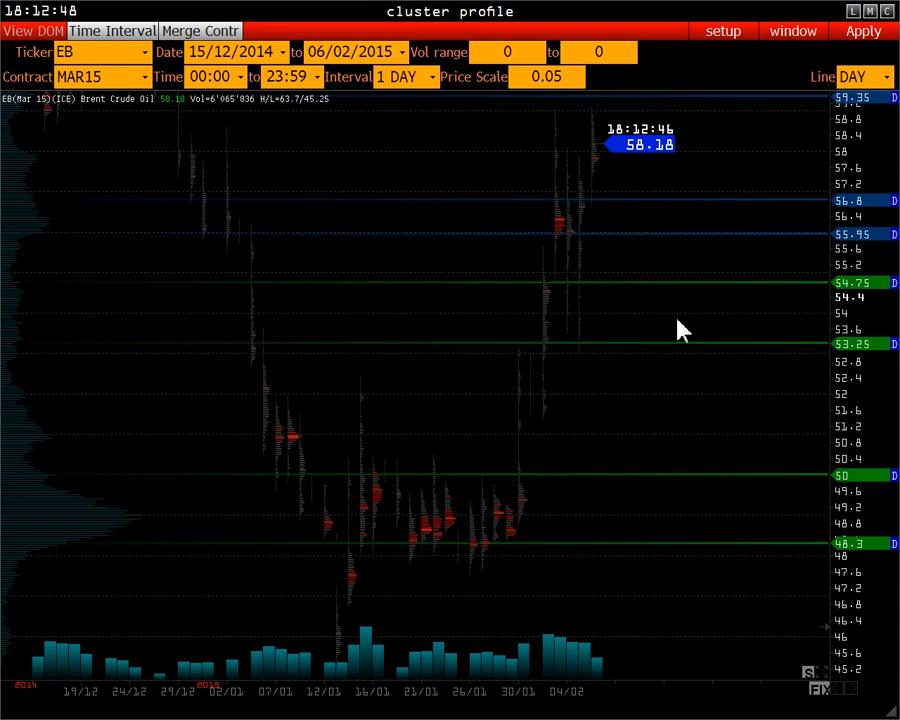 18:12:48 cluster profile L M C
View DOM Time Interval Merge Contr setup window Apply
Ticker EB Date 15/12/2014 to 06/02/2015 Vol range 0 to 0
Contract MAR15 Time 00:00 to 23:59 Interval 1 DAY Price Scale 0.05 Line DAY
EB(Mar 15)(ICE) Brent Crude Oil 58.18 Vol=6'065'836 H/L=63.7/45.25
59.35 D
59.2
58.8
18:12:46
58.4
58.18
58
57.6
57.2
56.8 D
56.4
55.95 D
55.6
55.2
54.75 D
54.4
54
53.6
53.25 D
52.8
52.4
52
51.6
51.2
50.8
50.4
50 D
49.6
49.2
48.8
48.3 D
48
47.6
47.2
46.8
46.4
46
45.6
45.2
S
2014 2015
19/12 24/12 29/12 02/01 07/01 12/01 16/01 21/01 26/01 30/01 04/02
FIX